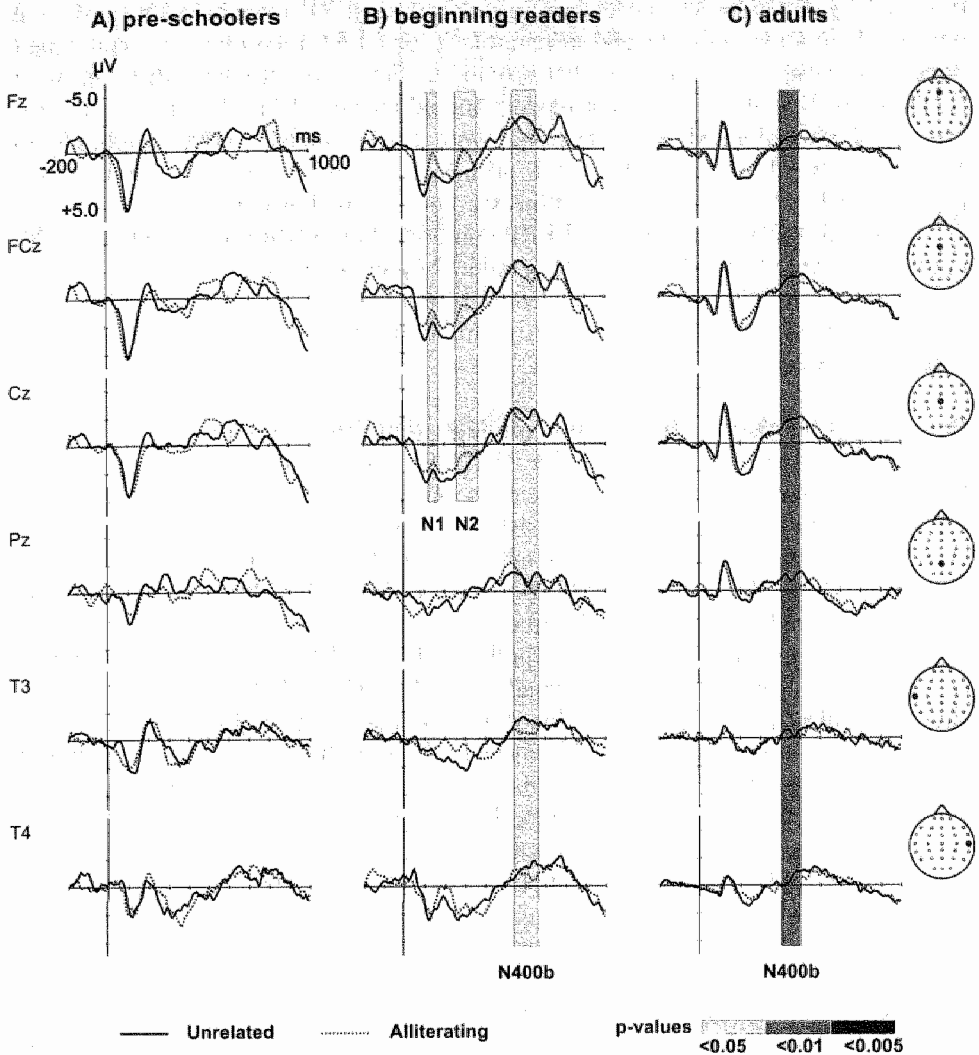 A) pre-schoolers B) beginning readers C) adults
µV
Fz -5.0
ms
-200 1000
+5.0
FCz
Cz
N1 N2
Pz
T3
T4
N400b N400b
Unrelated Alliterating p-values
<0.05 <0.01 <0.005